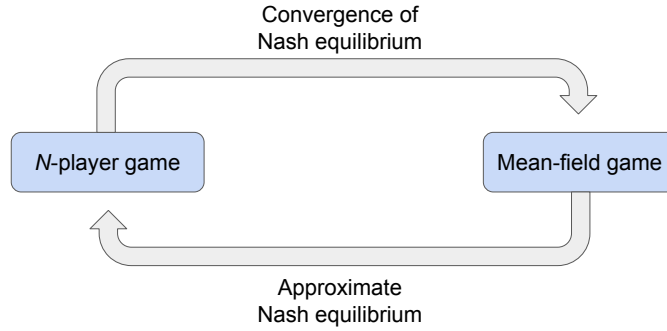 Convergence of
Nash equilibrium
N-player game
Mean-field game
Approximate
Nash equilibrium